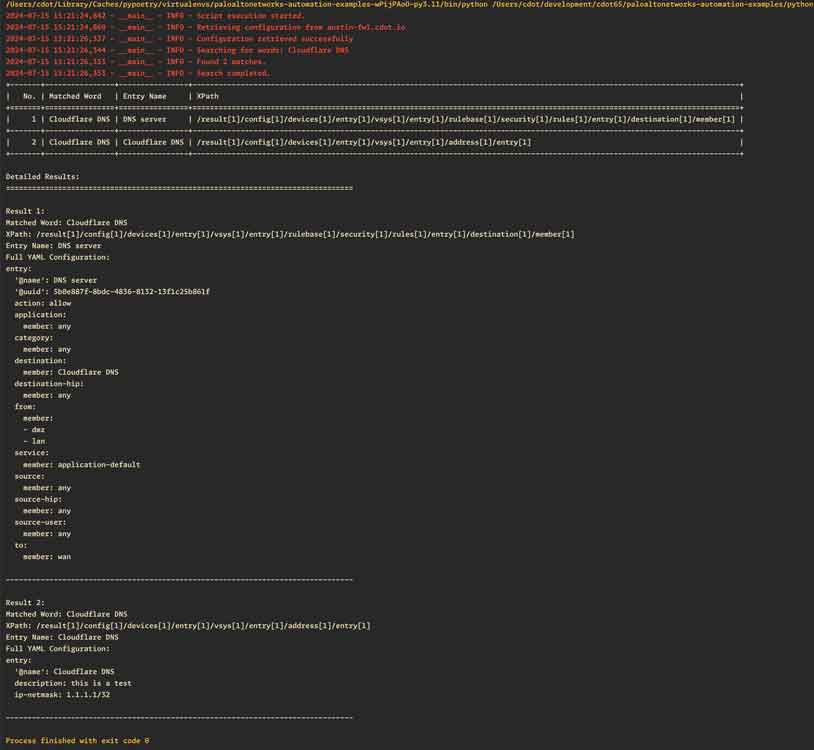 /Users/cdot/Library/Caches/pypoetry/virtualenvs/paloaltonetworks-automation-examples-wPijPAoO-py3.11/bin/python /Users/cdot/development/cdot65/paloaltonetworks-automation-examples/python
2024-07-15 15:21:24,842 - __main__ - INFO - Script execution started.
2024-07-15 15:21:24,860 - __main__ - INFO - Retrieving configuration from austin-fw1.cdot.io
2024-07-15 15:21:26,337 - __main__ - INFO - Configuration retrieved successfully
2024-07-15 15:21:26,344 - __main__ - INFO - Searching for words: Cloudflare DNS
2024-07-15 15:21:26,353 - __main__ - INFO - Found 2 matches.
2024-07-15 15:21:26,353 - __main__ - INFO - Search completed.
| No. | Matched Word | Entry Name | XPath |
| 1 | Cloudflare DNS | DNS server | /result[1]/config[1]/devices[1]/entry[1]/vsys[1]/entry[1]/rulebase[1]/security[1]/rules[1]/entry[1]/destination[1]/member[1] |
| 2 | Cloudflare DNS | Cloudflare DNS | /result[1]/config[1]/devices[1]/entry[1]/vsys[1]/entry[1]/address[1]/entry[1] |
Detailed Results:
================================================================================
Result 1:
Matched Word: Cloudflare DNS
XPath: /result[1]/config[1]/devices[1]/entry[1]/vsys[1]/entry[1]/rulebase[1]/security[1]/rules[1]/entry[1]/destination[1]/member[1]
Entry Name: DNS server
Full YAML Configuration:
entry:
  '@name': DNS server
  '@uuid': 5b0e887f-8bdc-4836-8132-13f1c25b861f
  action: allow
  application:
    member: any
  category:
    member: any
  destination:
    member: Cloudflare DNS
  destination-hip:
    member: any
  from:
    member:
    - dmz
    - lan
  service:
    member: application-default
  source:
    member: any
  source-hip:
    member: any
  source-user:
    member: any
  to:
    member: wan
--------------------------------------------------------------------------------
Result 2:
Matched Word: Cloudflare DNS
XPath: /result[1]/config[1]/devices[1]/entry[1]/vsys[1]/entry[1]/address[1]/entry[1]
Entry Name: Cloudflare DNS
Full YAML Configuration:
entry:
  '@name': Cloudflare DNS
  description: this is a test
  ip-netmask: 1.1.1.1/32
--------------------------------------------------------------------------------
Process finished with exit code 0